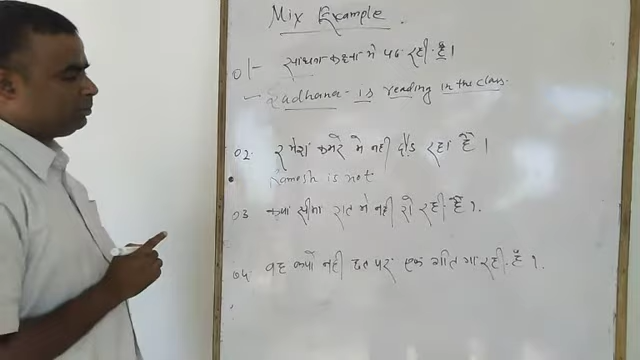 Mix Example.
01- साधना कक्षा मे पढ रही है।
Sadhana is reading in the class.
02. रमेश कमरे मे नही दौड रहा है।
Ramesh is not
03 क्या सीमा रात मे नही रो रही है?
04. वह क्यो नही छत पर एक गीत गा रही है?